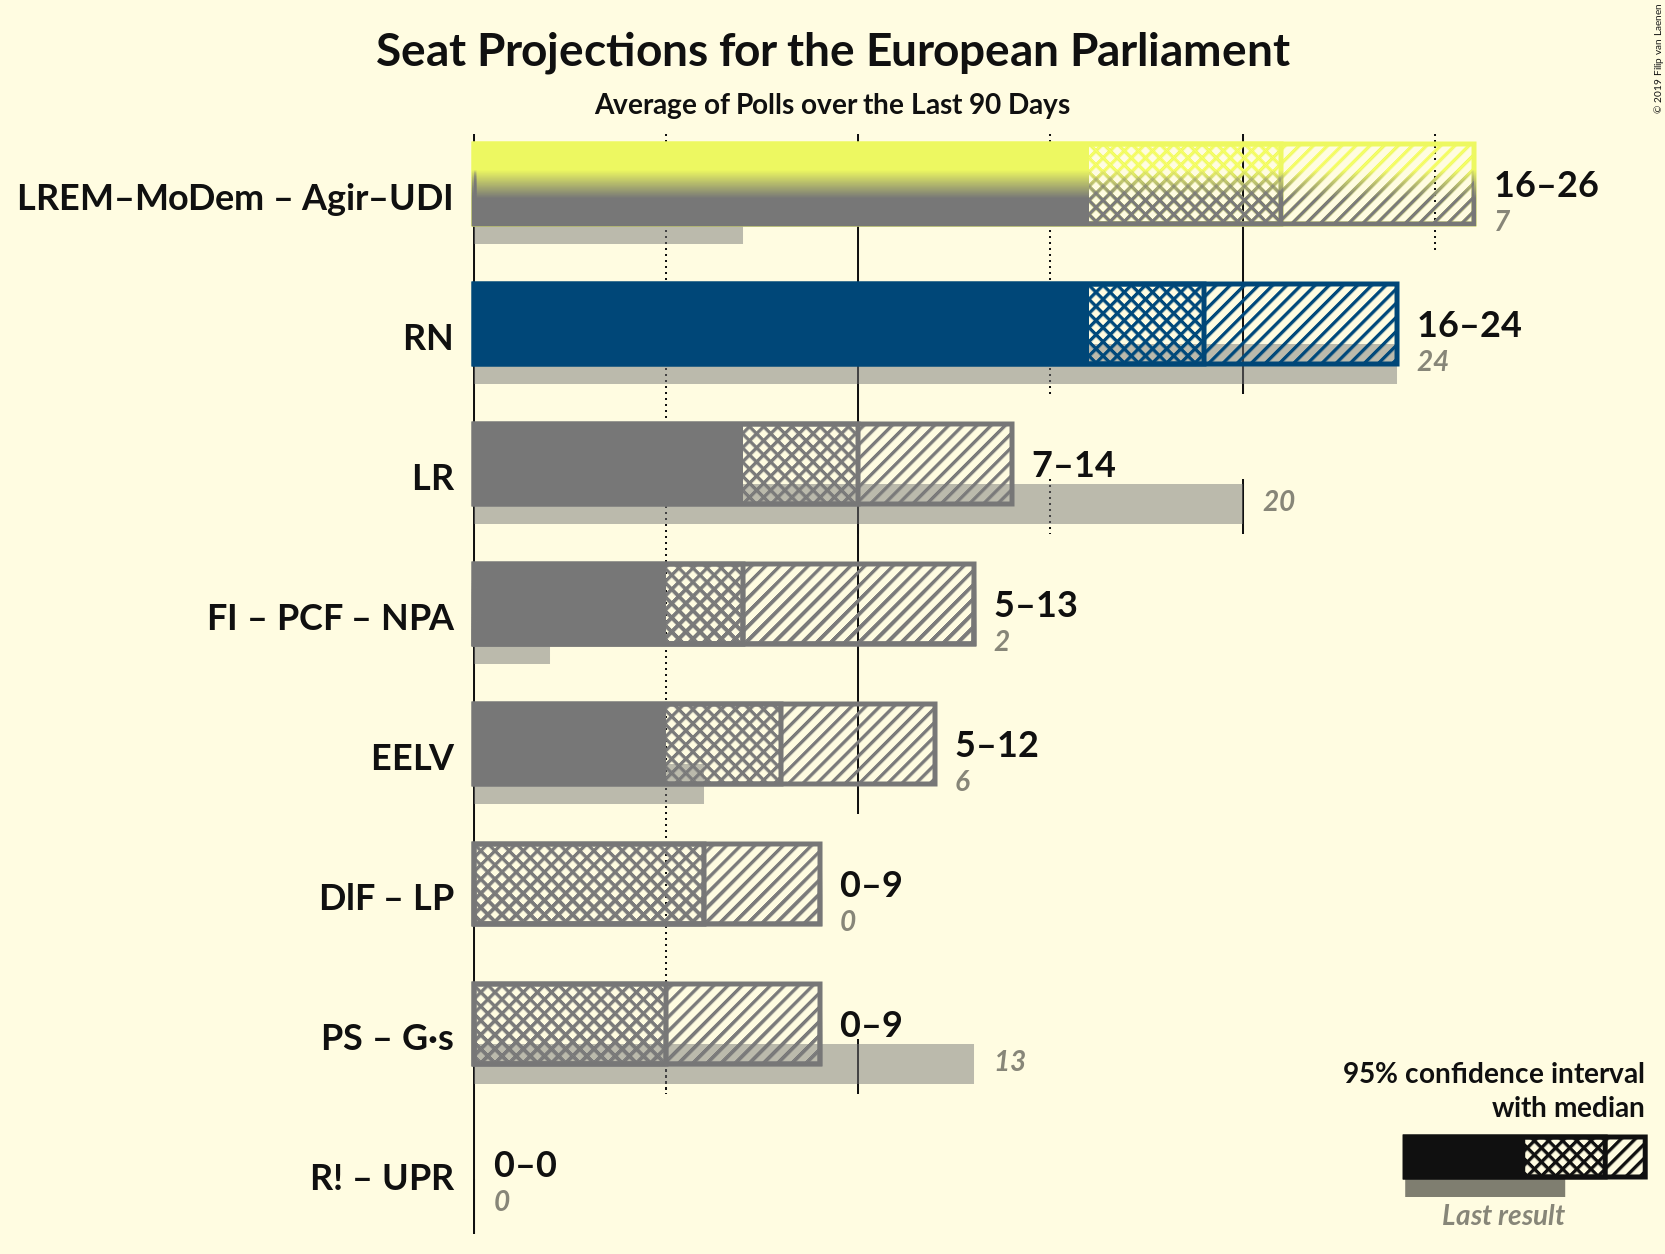 Seat Projections for the European Parliament
Average of Polls over the Last 90 Days
© 2019 Filip van Laenen
LREM–MoDem – Agir–UDI
16–26
7
RN
16–24
24
LR
7–14
20
FI – PCF – NPA
5–13
2
EELV
5–12
6
DlF – LP
0–9
0
PS – G·s
0–9
13
R! – UPR
0–0
0
95% confidence interval
with median
Last result